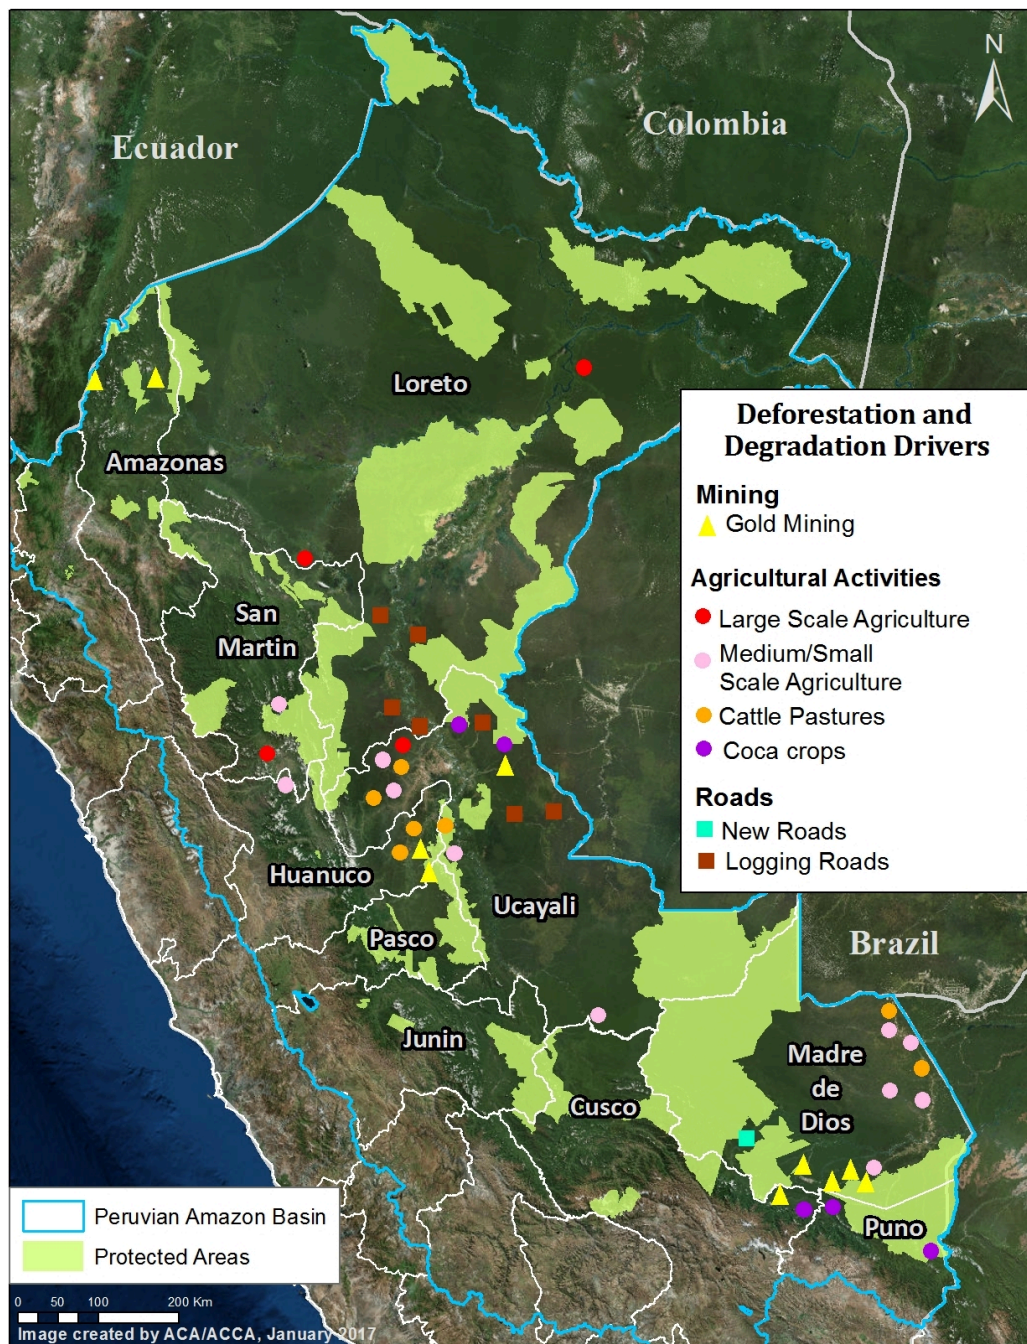 N
Colombia
Ecuador
Loreto
Amazonas
San
Martin
Huanuco
Ucayali
Pasco
Junin
Cusco
Brazil
Madre
de
Dios
Puno
Deforestation and
Degradation Drivers
Mining
Gold Mining
Agricultural Activities
Large Scale Agriculture
Medium/Small
Scale Agriculture
Cattle Pastures
Coca crops
Roads
New Roads
Logging Roads
Peruvian Amazon Basin
Protected Areas
0 50 100 200 Km
Image created by ACA/ACCA, January 2017